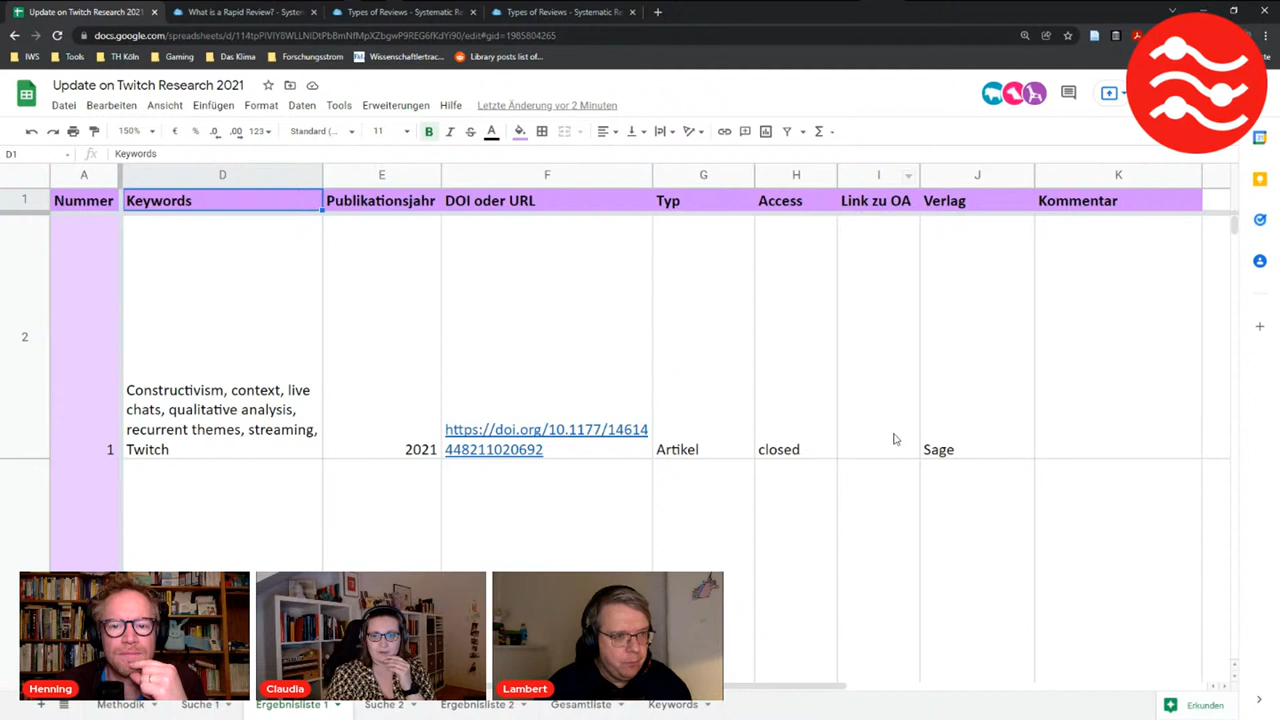 Update on Twitch Research 2021
What is a Rapid Review? - System
Types of Reviews - Systematic Re
Types of Reviews - Systematic Re
docs.google.com/spreadsheets/d/114tpPlVlY8WLLNIDtPbBmNfMpXZbgwP9REG6fKdYi90/edit#gid=1985804265
IWS
Tools
TH Köln
Gaming
Das Klima
Forschungsstrom
Wissenschaftlertrac...
Library posts list of...
Update on Twitch Research 2021
Datei Bearbeiten Ansicht Einfügen Format Daten Tools Erweiterungen Hilfe Letzte Änderung vor 2 Minuten
150% € % .0 .00 123 Standard (... 11 B I S A
D1 fx Keywords
A D E F G H I J K
1 Nummer Keywords Publikationsjahr DOI oder URL Typ Access Link zu OA Verlag Kommentar
2
Constructivism, context, live
chats, qualitative analysis,
recurrent themes, streaming,
Twitch
1
2021
https://doi.org/10.1177/14614
448211020692
Artikel
closed
Sage
Henning
Claudia
Lambert
Methodik Suche 1 Ergebnisliste 1 Suche 2 Ergebnisliste 2 Gesamtliste Keywords Erkunden